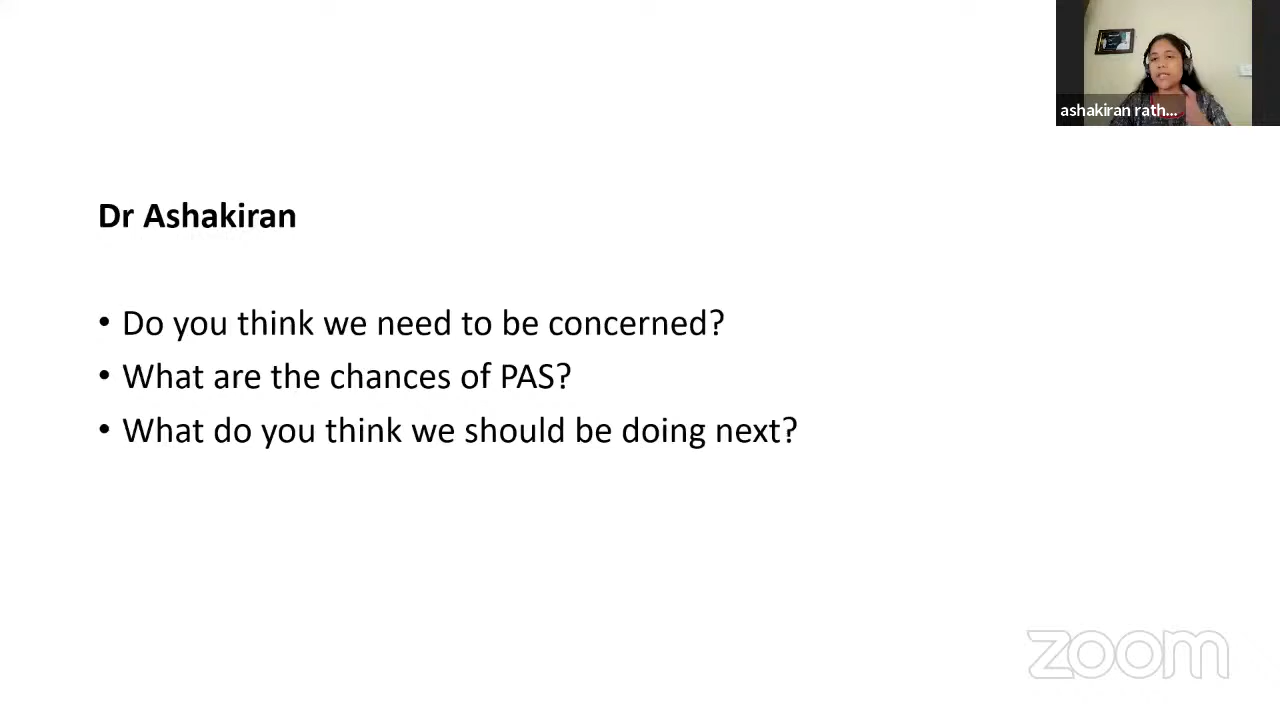 ashakiran rath...
Dr Ashakiran
• Do you think we need to be concerned?
• What are the chances of PAS?
• What do you think we should be doing next?
zoom